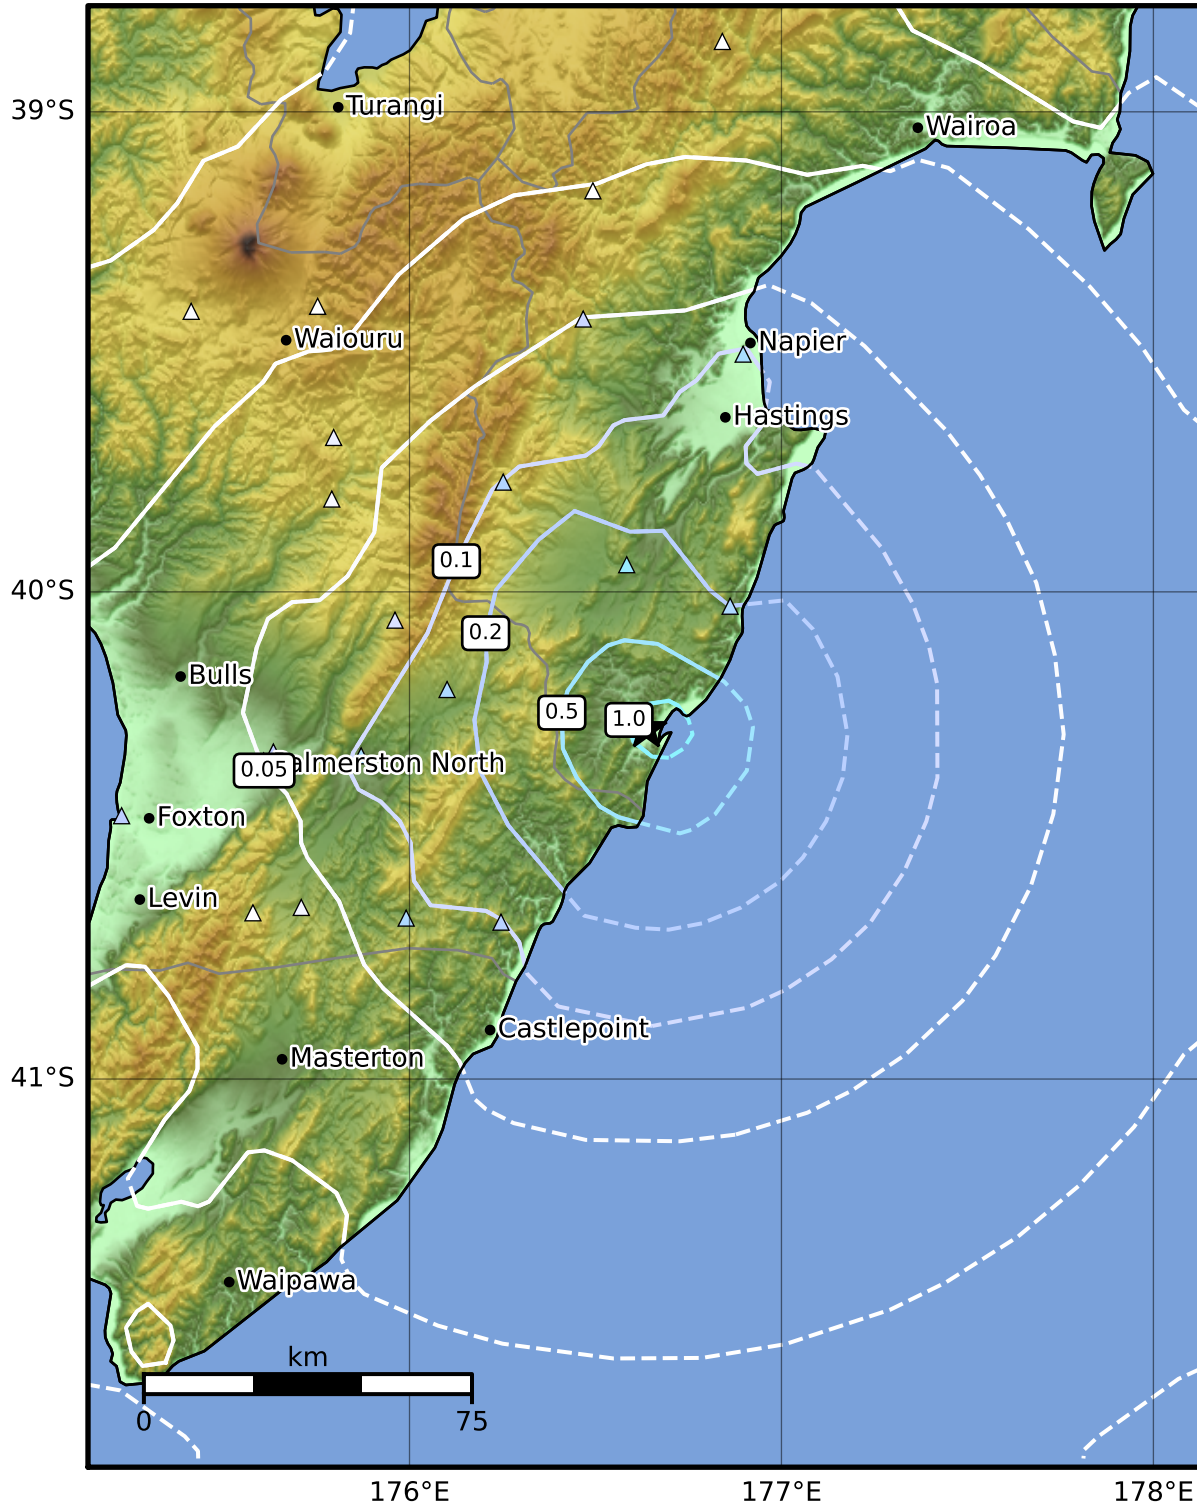 39°S
Turangi
Wairoa
Waiouru
Napier
Hastings
0.1
40°S
0.2
Bulls
0.5
1.0
0.05
almerston North
Foxton
Levin
Castlepoint
Masterton
41°S
Waipawa
km
0
75
176°E
177°E
178°E